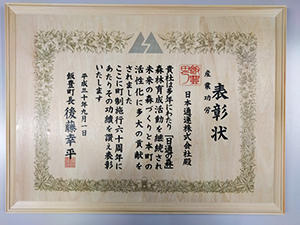 表彰状
産業功労
日本通運株式会社殿
貴社は多年にわたり「日通の森」
森林育成活動を継続され
未来の森づくりと本町の
活性化に多大の貢献を
されました
ここに町制施行六十周年に
あたりその功績を讃え表彰
いたします
平成三十年九月一日
飯豊町長 後藤幸平